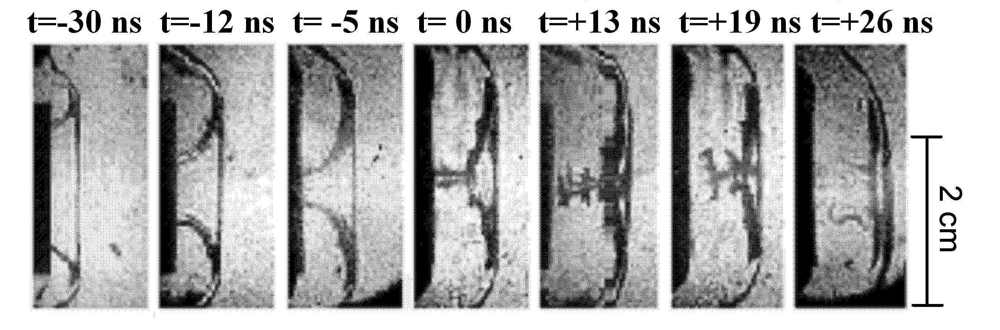 t=-30 ns t=-12 ns t= -5 ns t= 0 ns t=+13 ns t=+19 ns t=+26 ns
2 cm